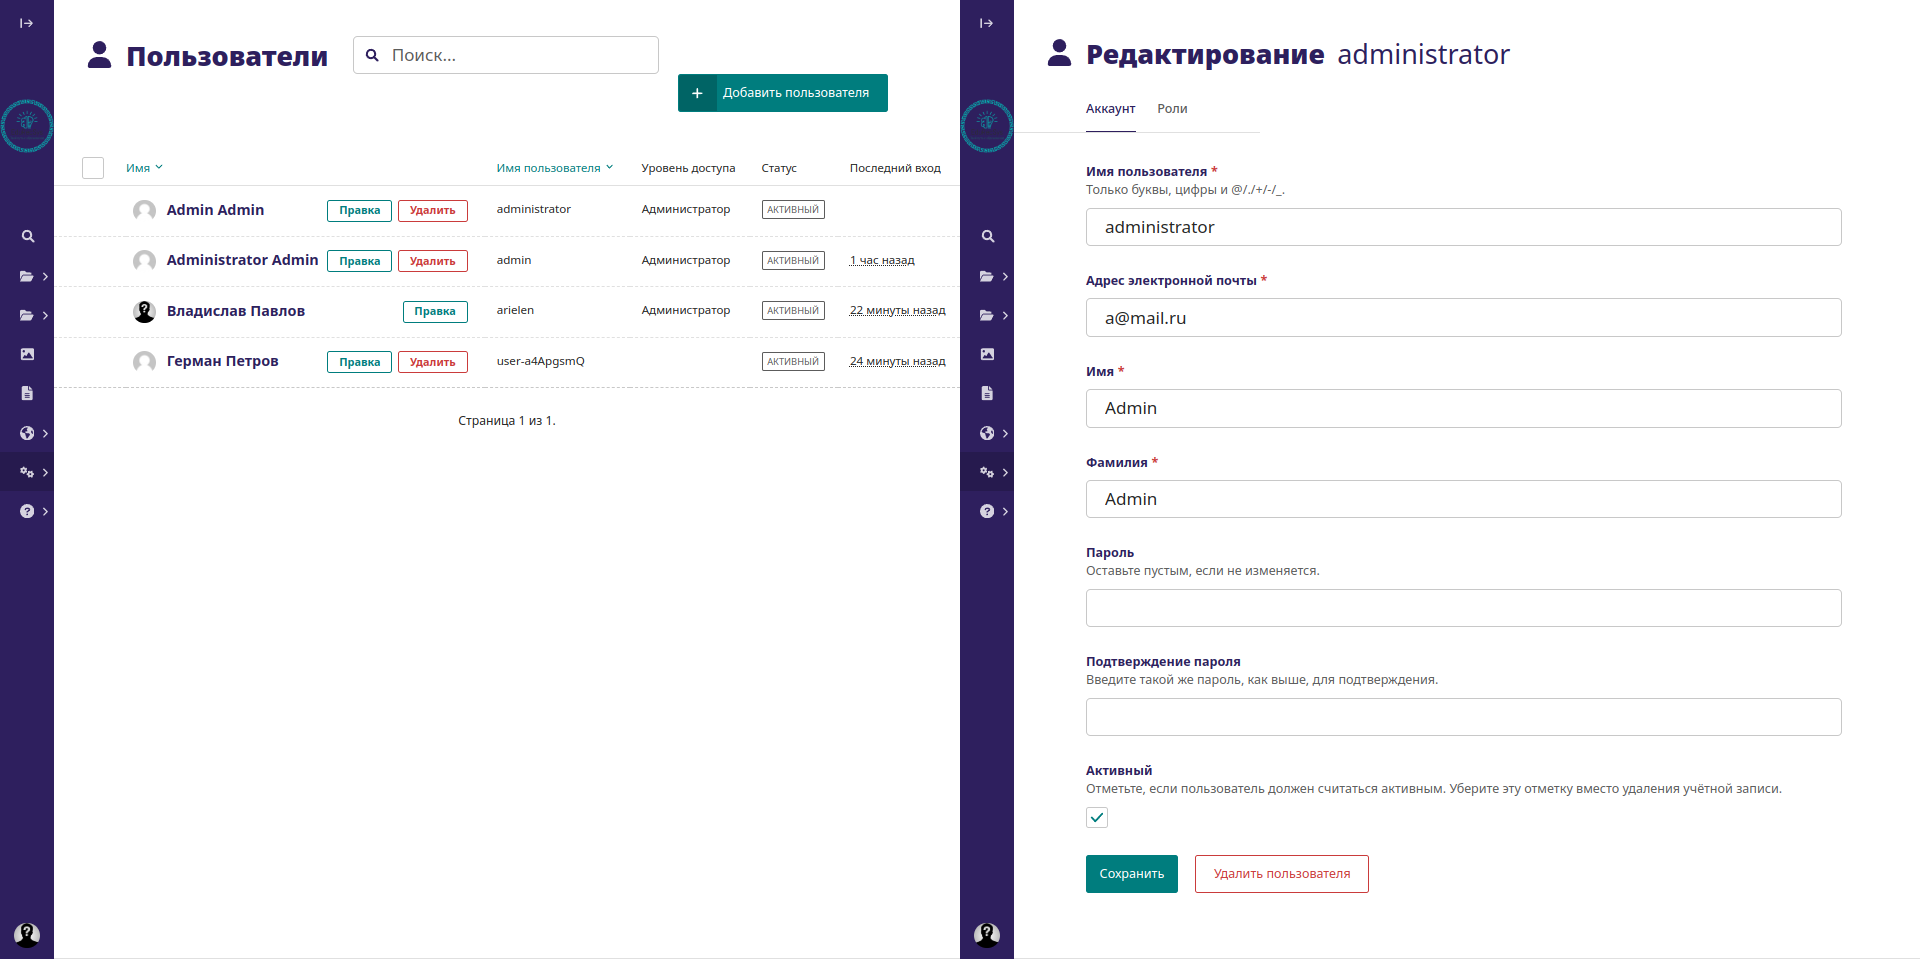 Пользователи
Поиск...
Добавить пользователя
Имя Имя пользователя Уровень доступа Статус Последний вход
Admin Admin Правка Удалить administrator Администратор АКТИВНЫЙ
Administrator Admin Правка Удалить admin Администратор АКТИВНЫЙ 1 час назад
Владислав Павлов Правка arielen Администратор АКТИВНЫЙ 22 минуты назад
Герман Петров Правка Удалить user-a4ApgsmQ АКТИВНЫЙ 24 минуты назад
Страница 1 из 1.
Редактирование administrator
Аккаунт Роли
Имя пользователя *
Только буквы, цифры и @/./+/-/_.
administrator
Адрес электронной почты *
a@mail.ru
Имя *
Admin
Фамилия *
Admin
Пароль
Оставьте пустым, если не изменяется.
Подтверждение пароля
Введите такой же пароль, как выше, для подтверждения.
Активный
Отметьте, если пользователь должен считаться активным. Уберите эту отметку вместо удаления учётной записи.
Сохранить Удалить пользователя